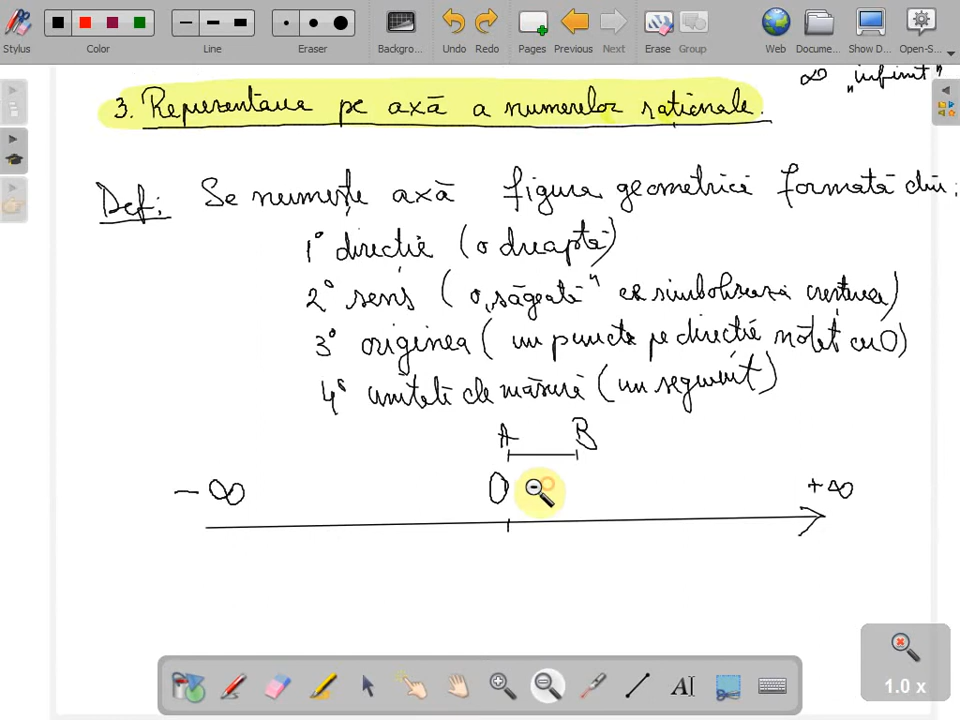 Stylus Color Line Eraser Backgro... Undo Redo Pages Previous Next Erase Group Web Docume... Show D... Open-S...
∞ „infinit"
3. Reprezentarea pe axă a numerelor raționale.
Def: Se numește axă figura geometrică formată din:
1° direcție (o dreaptă)
2° sens (o „săgeată" ce simbolizează creșterea)
3° originea (un punct pe direcție notat cu O)
4° unitate de măsură (un segment)
A B
- ∞ O +∞
1.0 x